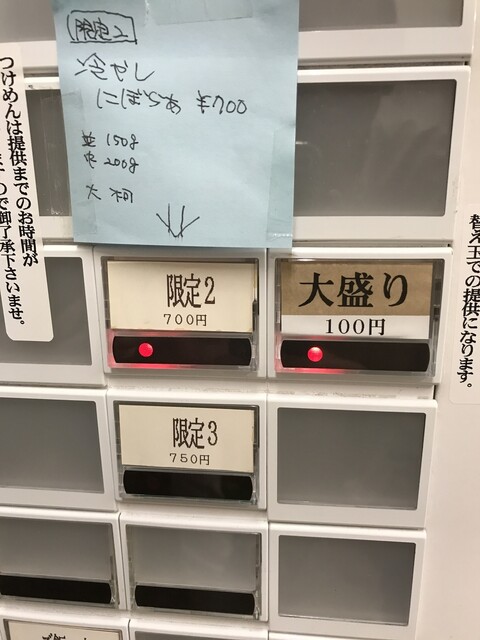 限定2
冷やし
にぼらあ ¥700
並 150g
中 200g
大 可
つけめんは提供までのお時間が
ので御了承下さいませ。
限定2
700円
大盛り
100円
替え玉での提供になります。
限定3
750円